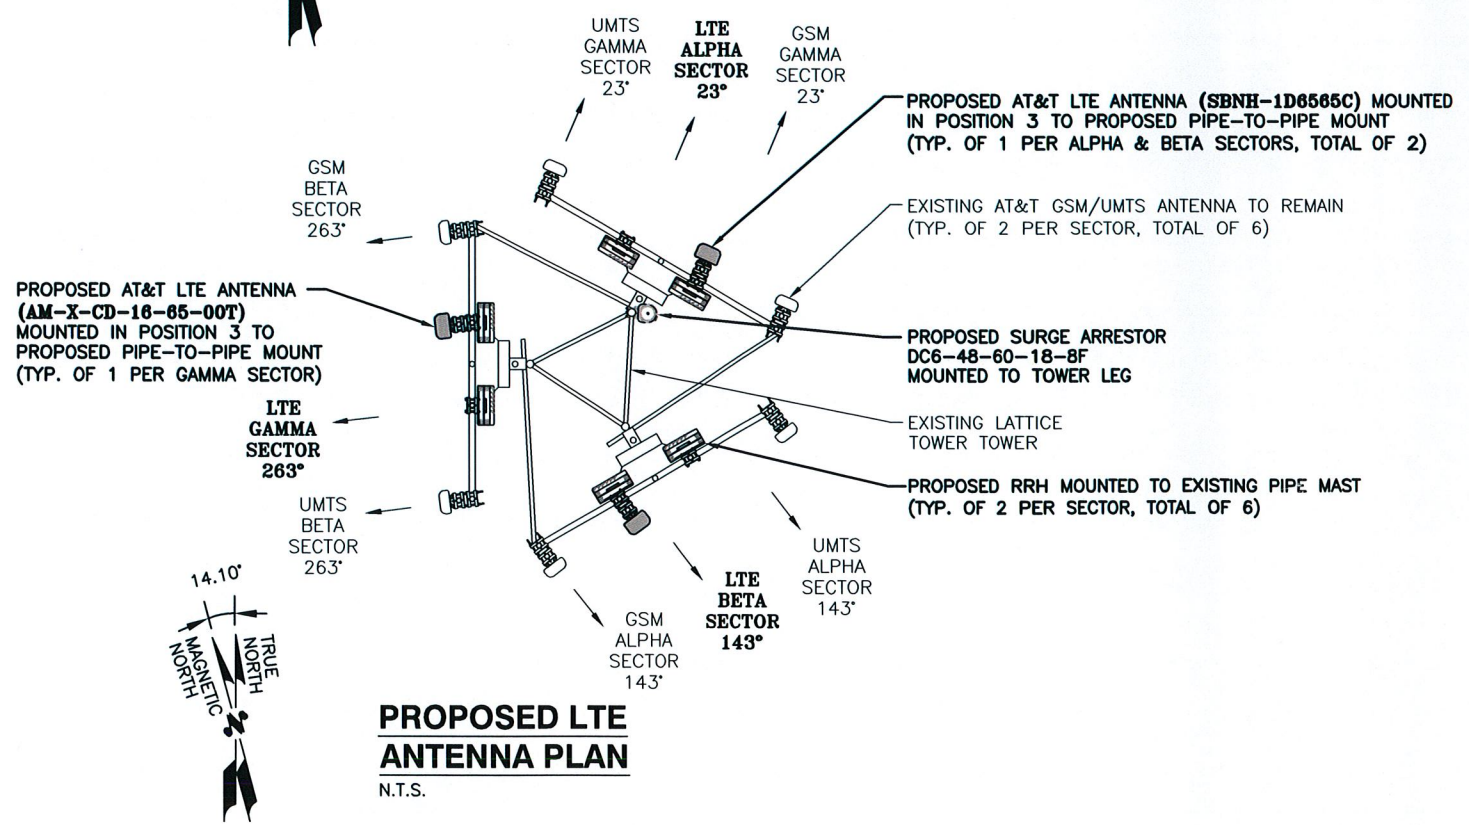 UMTS
GAMMA
SECTOR
23°
LTE
ALPHA
SECTOR
23°
GSM
GAMMA
SECTOR
23°
PROPOSED AT&T LTE ANTENNA (SBNH-1D6565C) MOUNTED
IN POSITION 3 TO PROPOSED PIPE-TO-PIPE MOUNT
(TYP. OF 1 PER ALPHA & BETA SECTORS, TOTAL OF 2)
GSM
BETA
SECTOR
263°
EXISTING AT&T GSM/UMTS ANTENNA TO REMAIN
(TYP. OF 2 PER SECTOR, TOTAL OF 6)
PROPOSED AT&T LTE ANTENNA
(AM-X-CD-16-65-00T)
MOUNTED IN POSITION 3 TO
PROPOSED PIPE-TO-PIPE MOUNT
(TYP. OF 1 PER GAMMA SECTOR)
PROPOSED SURGE ARRESTOR
DC6-48-60-18-8F
MOUNTED TO TOWER LEG
LTE
GAMMA
SECTOR
263°
EXISTING LATTICE
TOWER TOWER
PROPOSED RRH MOUNTED TO EXISTING PIPE MAST
(TYP. OF 2 PER SECTOR, TOTAL OF 6)
UMTS
BETA
SECTOR
263°
UMTS
ALPHA
SECTOR
143°
LTE
BETA
SECTOR
143°
GSM
ALPHA
SECTOR
143°
14.10°
MAGNETIC
NORTH
TRUE
NORTH
N
PROPOSED LTE
ANTENNA PLAN
N.T.S.